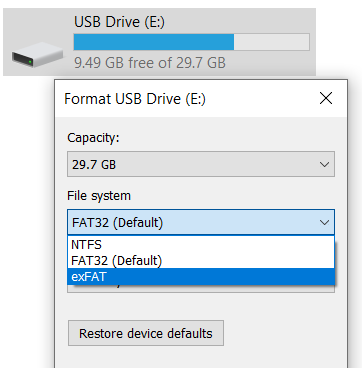 USB Drive (E:)
9.49 GB free of 29.7 GB
Format USB Drive (E:)
Capacity:
29.7 GB
File system
FAT32 (Default)
NTFS
FAT32 (Default)
exFAT
Restore device defaults